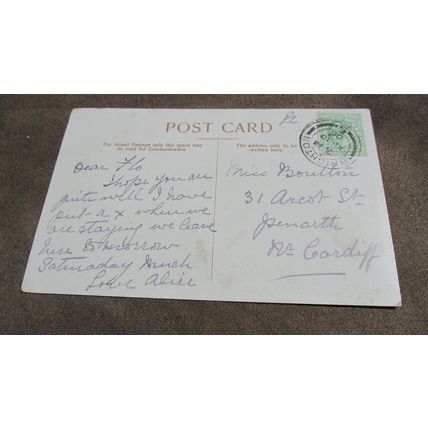 POST CARD
For Inland Postage only this space may
be used for Communication
The address only to be
written here.
BRIGHTON
Dear Flo
I hope you are
quite well I have
put a x where we
are staying we leave
here tomorrow
Saturaday much
Love Alice
Miss Boulton
31 Arcot St
Penarth
Nr. Cardiff